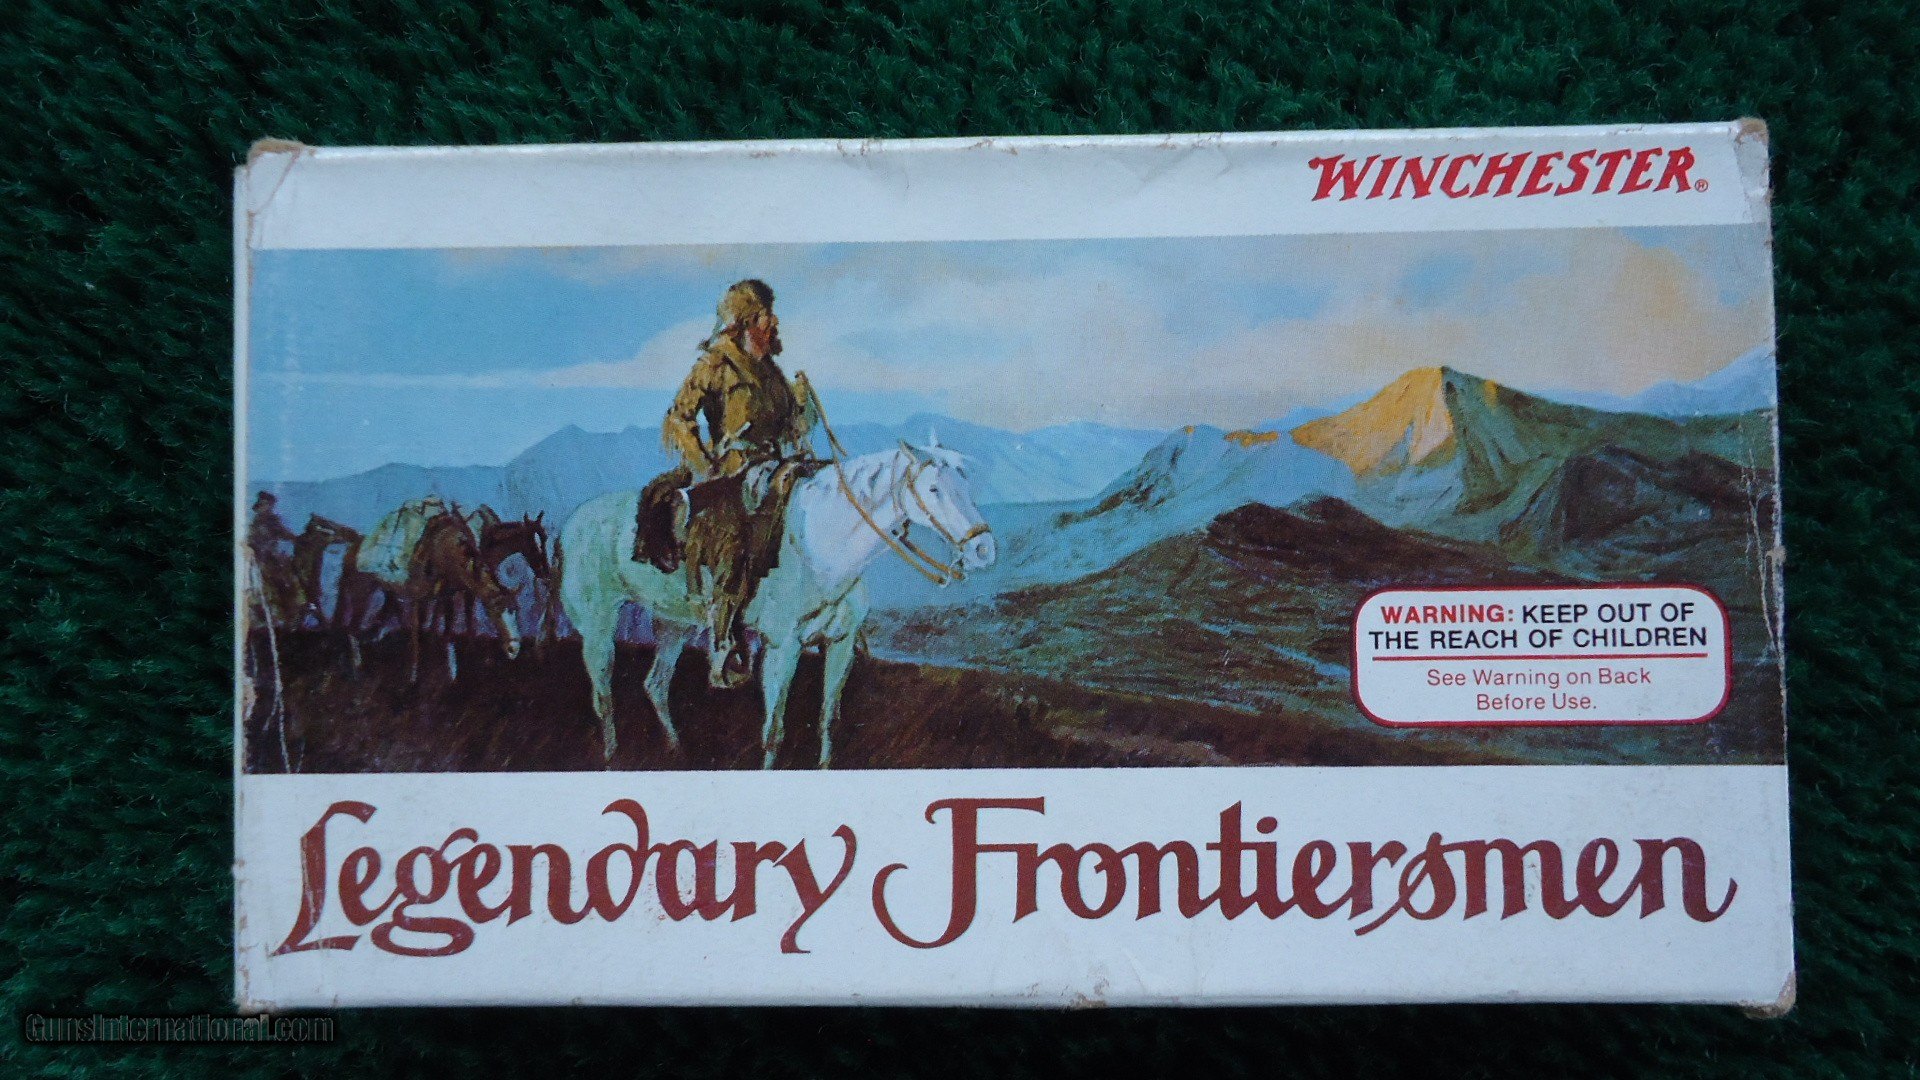 WINCHESTER®
WARNING: KEEP OUT OF
THE REACH OF CHILDREN
See Warning on Back
Before Use.
Legendary Frontiersmen
GunsInternational.com